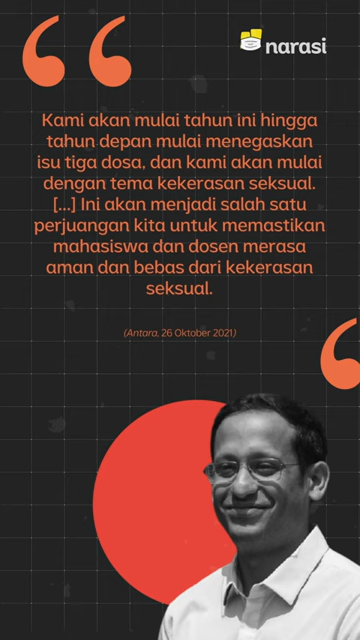 narasi
Kami akan mulai tahun ini hingga
tahun depan mulai menegaskan
isu tiga dosa, dan kami akan mulai
dengan tema kekerasan seksual.
[...] Ini akan menjadi salah satu
perjuangan kita untuk memastikan
mahasiswa dan dosen merasa
aman dan bebas dari kekerasan
seksual.
(Antara, 26 Oktober 2021)